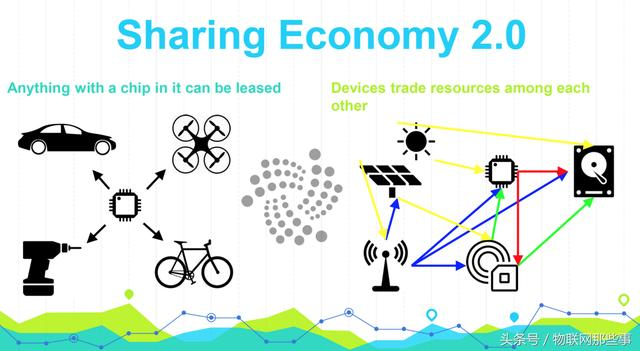 Sharing Economy 2.0
Anything with a chip in it can be leased
Devices trade resources among each
other
头条号 / 物联网那些事